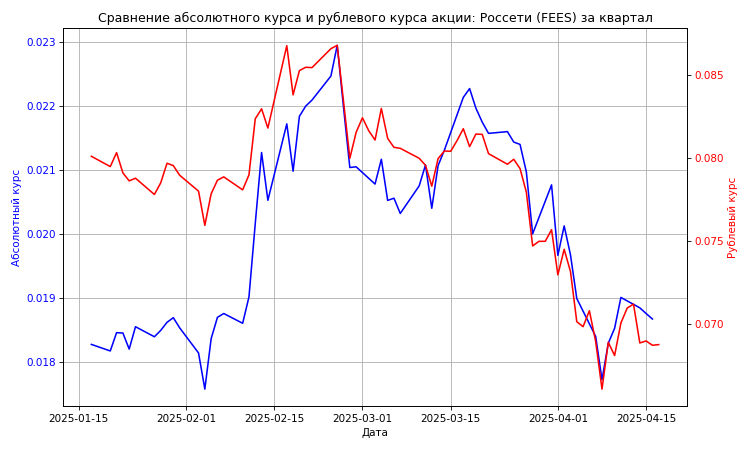 Сравнение абсолютного курса и рублевого курса акции: Россети (FEES) за квартал
0.023
0.022
0.021
0.020
0.019
0.018
Абсолютный курс
0.085
0.080
0.075
0.070
Рублевый курс
2025-01-15 2025-02-01 2025-02-15 2025-03-01 2025-03-15 2025-04-01 2025-04-15
Дата